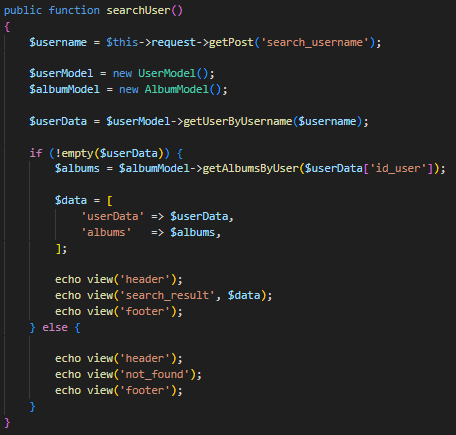 public function searchUser()
{
    $username = $this->request->getPost('search_username');

    $userModel = new UserModel();
    $albumModel = new AlbumModel();

    $userData = $userModel->getUserByUsername($username);

    if (!empty($userData)) {
        $albums = $albumModel->getAlbumsByUser($userData['id_user']);

        $data = [
            'userData' => $userData,
            'albums'   => $albums,
        ];

        echo view('header');
        echo view('search_result', $data);
        echo view('footer');
    } else {

        echo view('header');
        echo view('not_found');
        echo view('footer');
    }
}